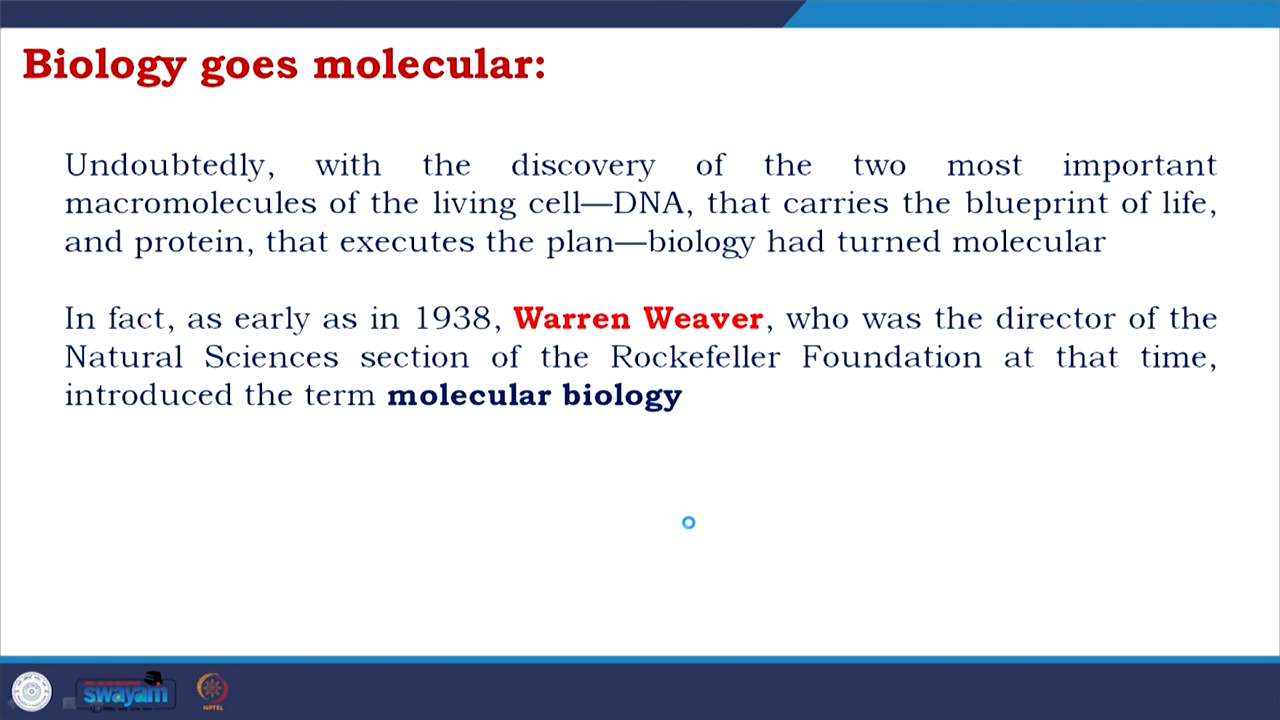 Biology goes molecular:
Undoubtedly, with the discovery of the two most important
macromolecules of the living cell—DNA, that carries the blueprint of life,
and protein, that executes the plan—biology had turned molecular
In fact, as early as in 1938, Warren Weaver, who was the director of the
Natural Sciences section of the Rockefeller Foundation at that time,
introduced the term molecular biology
swayam
NPTEL